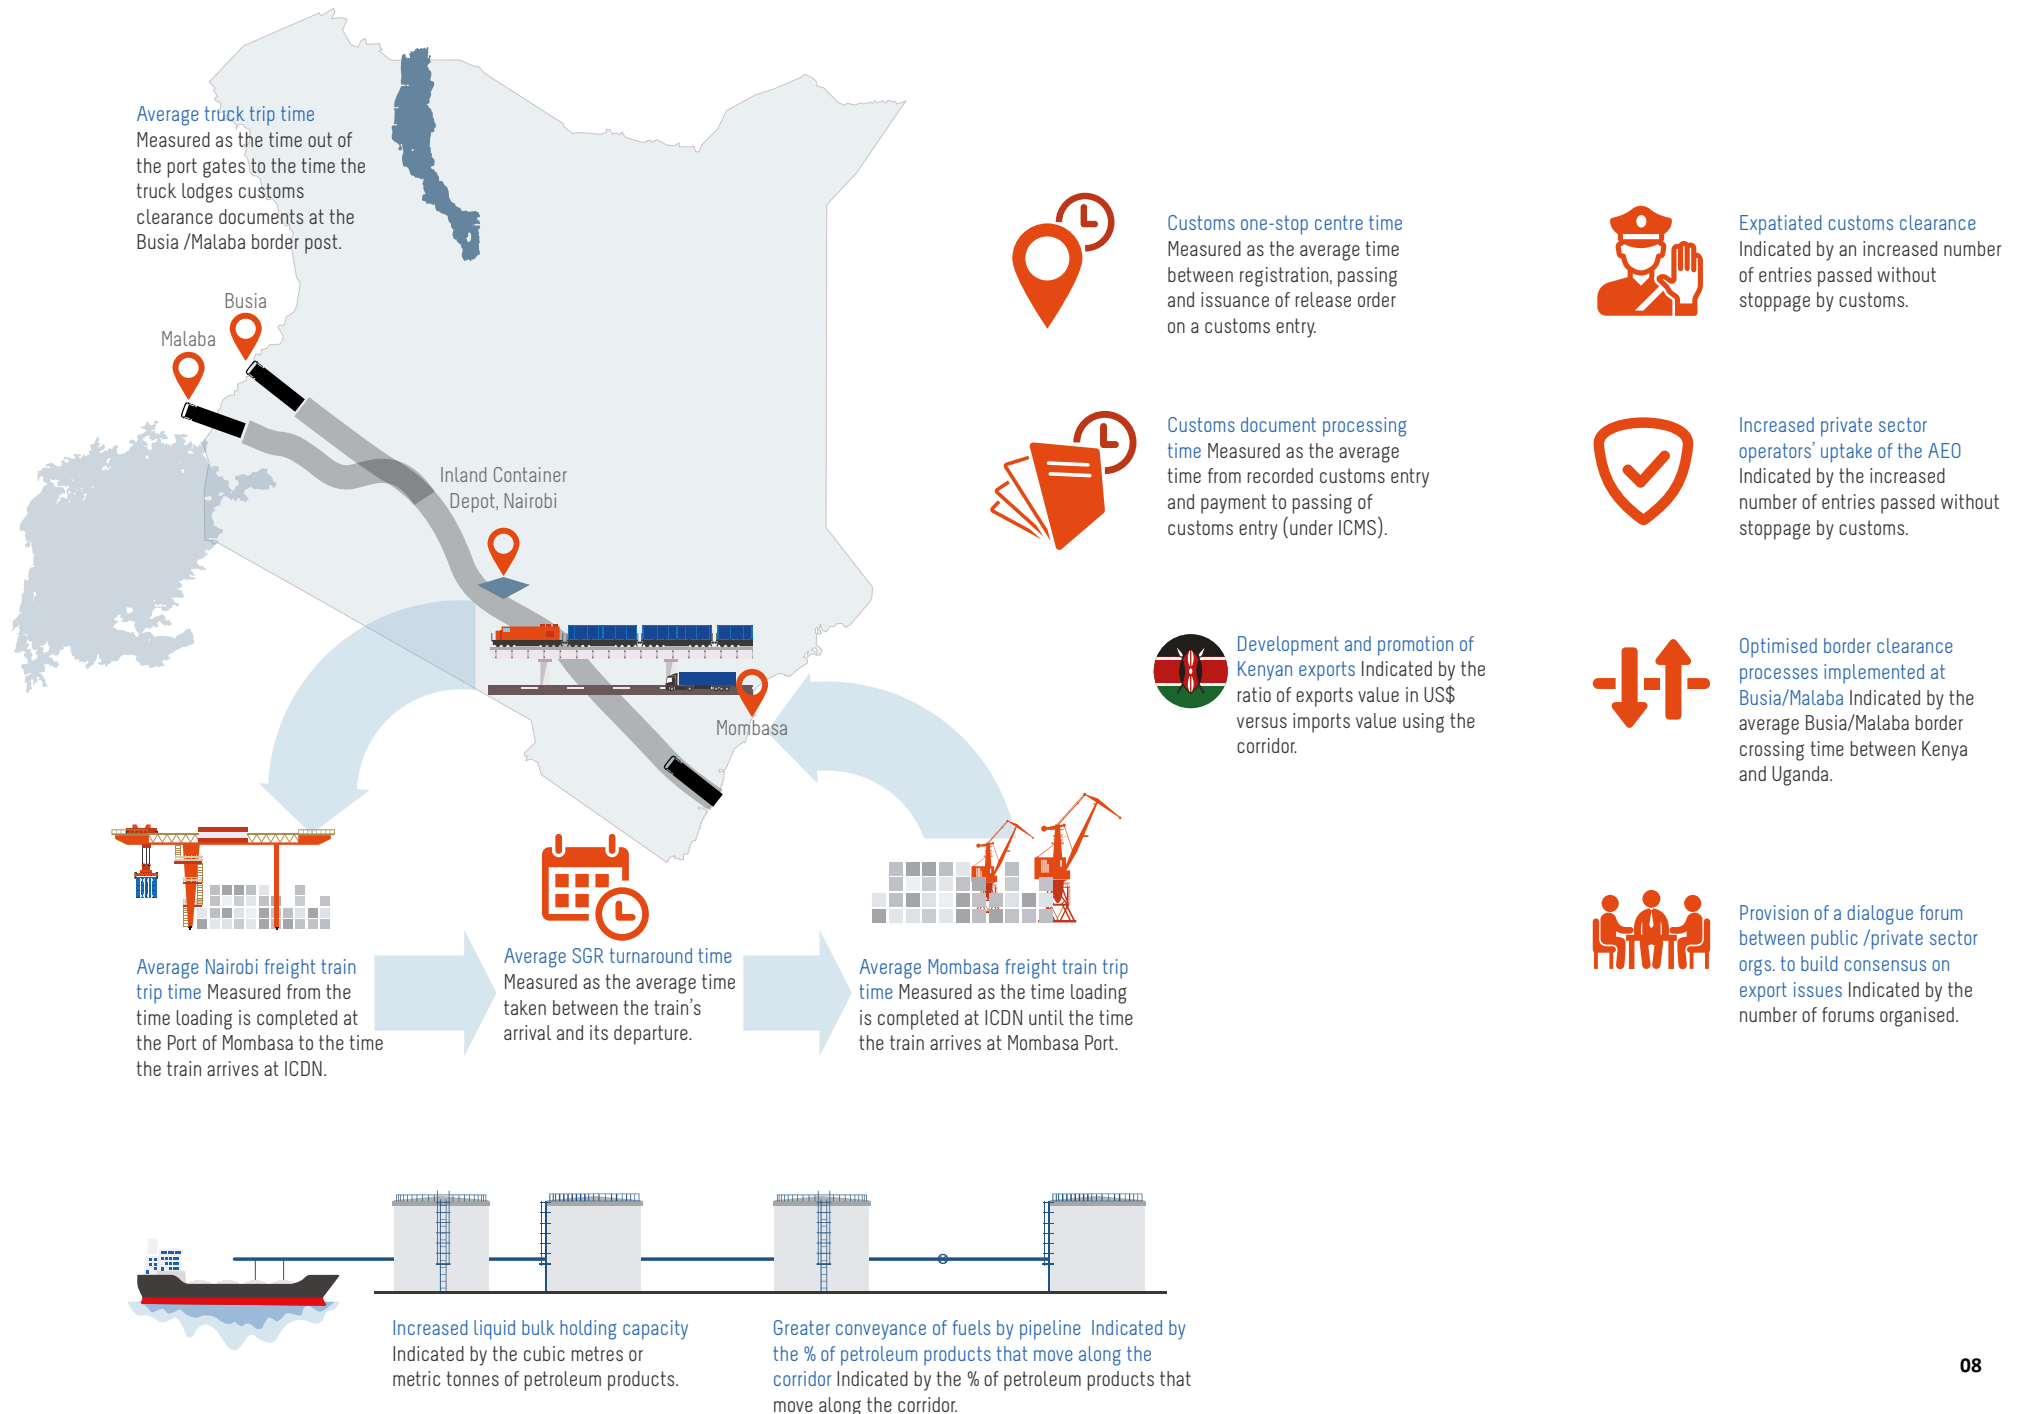 Average truck trip time
Measured as the time out of
the port gates to the time the
truck lodges customs
clearance documents at the
Busia /Malaba border post.
Busia
Malaba
Inland Container
Depot, Nairobi
Mombasa
Average Nairobi freight train
trip time Measured from the
time loading is completed at
the Port of Mombasa to the time
the train arrives at ICDN.
Average SGR turnaround time
Measured as the average time
taken between the train's
arrival and its departure.
Average Mombasa freight train trip
time Measured as the time loading
is completed at ICDN until the time
the train arrives at Mombasa Port.
Customs one-stop centre time
Measured as the average time
between registration, passing
and issuance of release order
on a customs entry.
Customs document processing
time Measured as the average
time from recorded customs entry
and payment to passing of
customs entry (under ICMS).
Development and promotion of
Kenyan exports Indicated by the
ratio of exports value in US$
versus imports value using the
corridor.
Expatiated customs clearance
Indicated by an increased number
of entries passed without
stoppage by customs.
Increased private sector
operators' uptake of the AEO
Indicated by the increased
number of entries passed without
stoppage by customs.
Optimised border clearance
processes implemented at
Busia/Malaba Indicated by the
average Busia/Malaba border
crossing time between Kenya
and Uganda.
Provision of a dialogue forum
between public /private sector
orgs. to build consensus on
export issues Indicated by the
number of forums organised.
Increased liquid bulk holding capacity
Indicated by the cubic metres or
metric tonnes of petroleum products.
Greater conveyance of fuels by pipeline Indicated by
the % of petroleum products that move along the
corridor Indicated by the % of petroleum products that
move along the corridor.
08